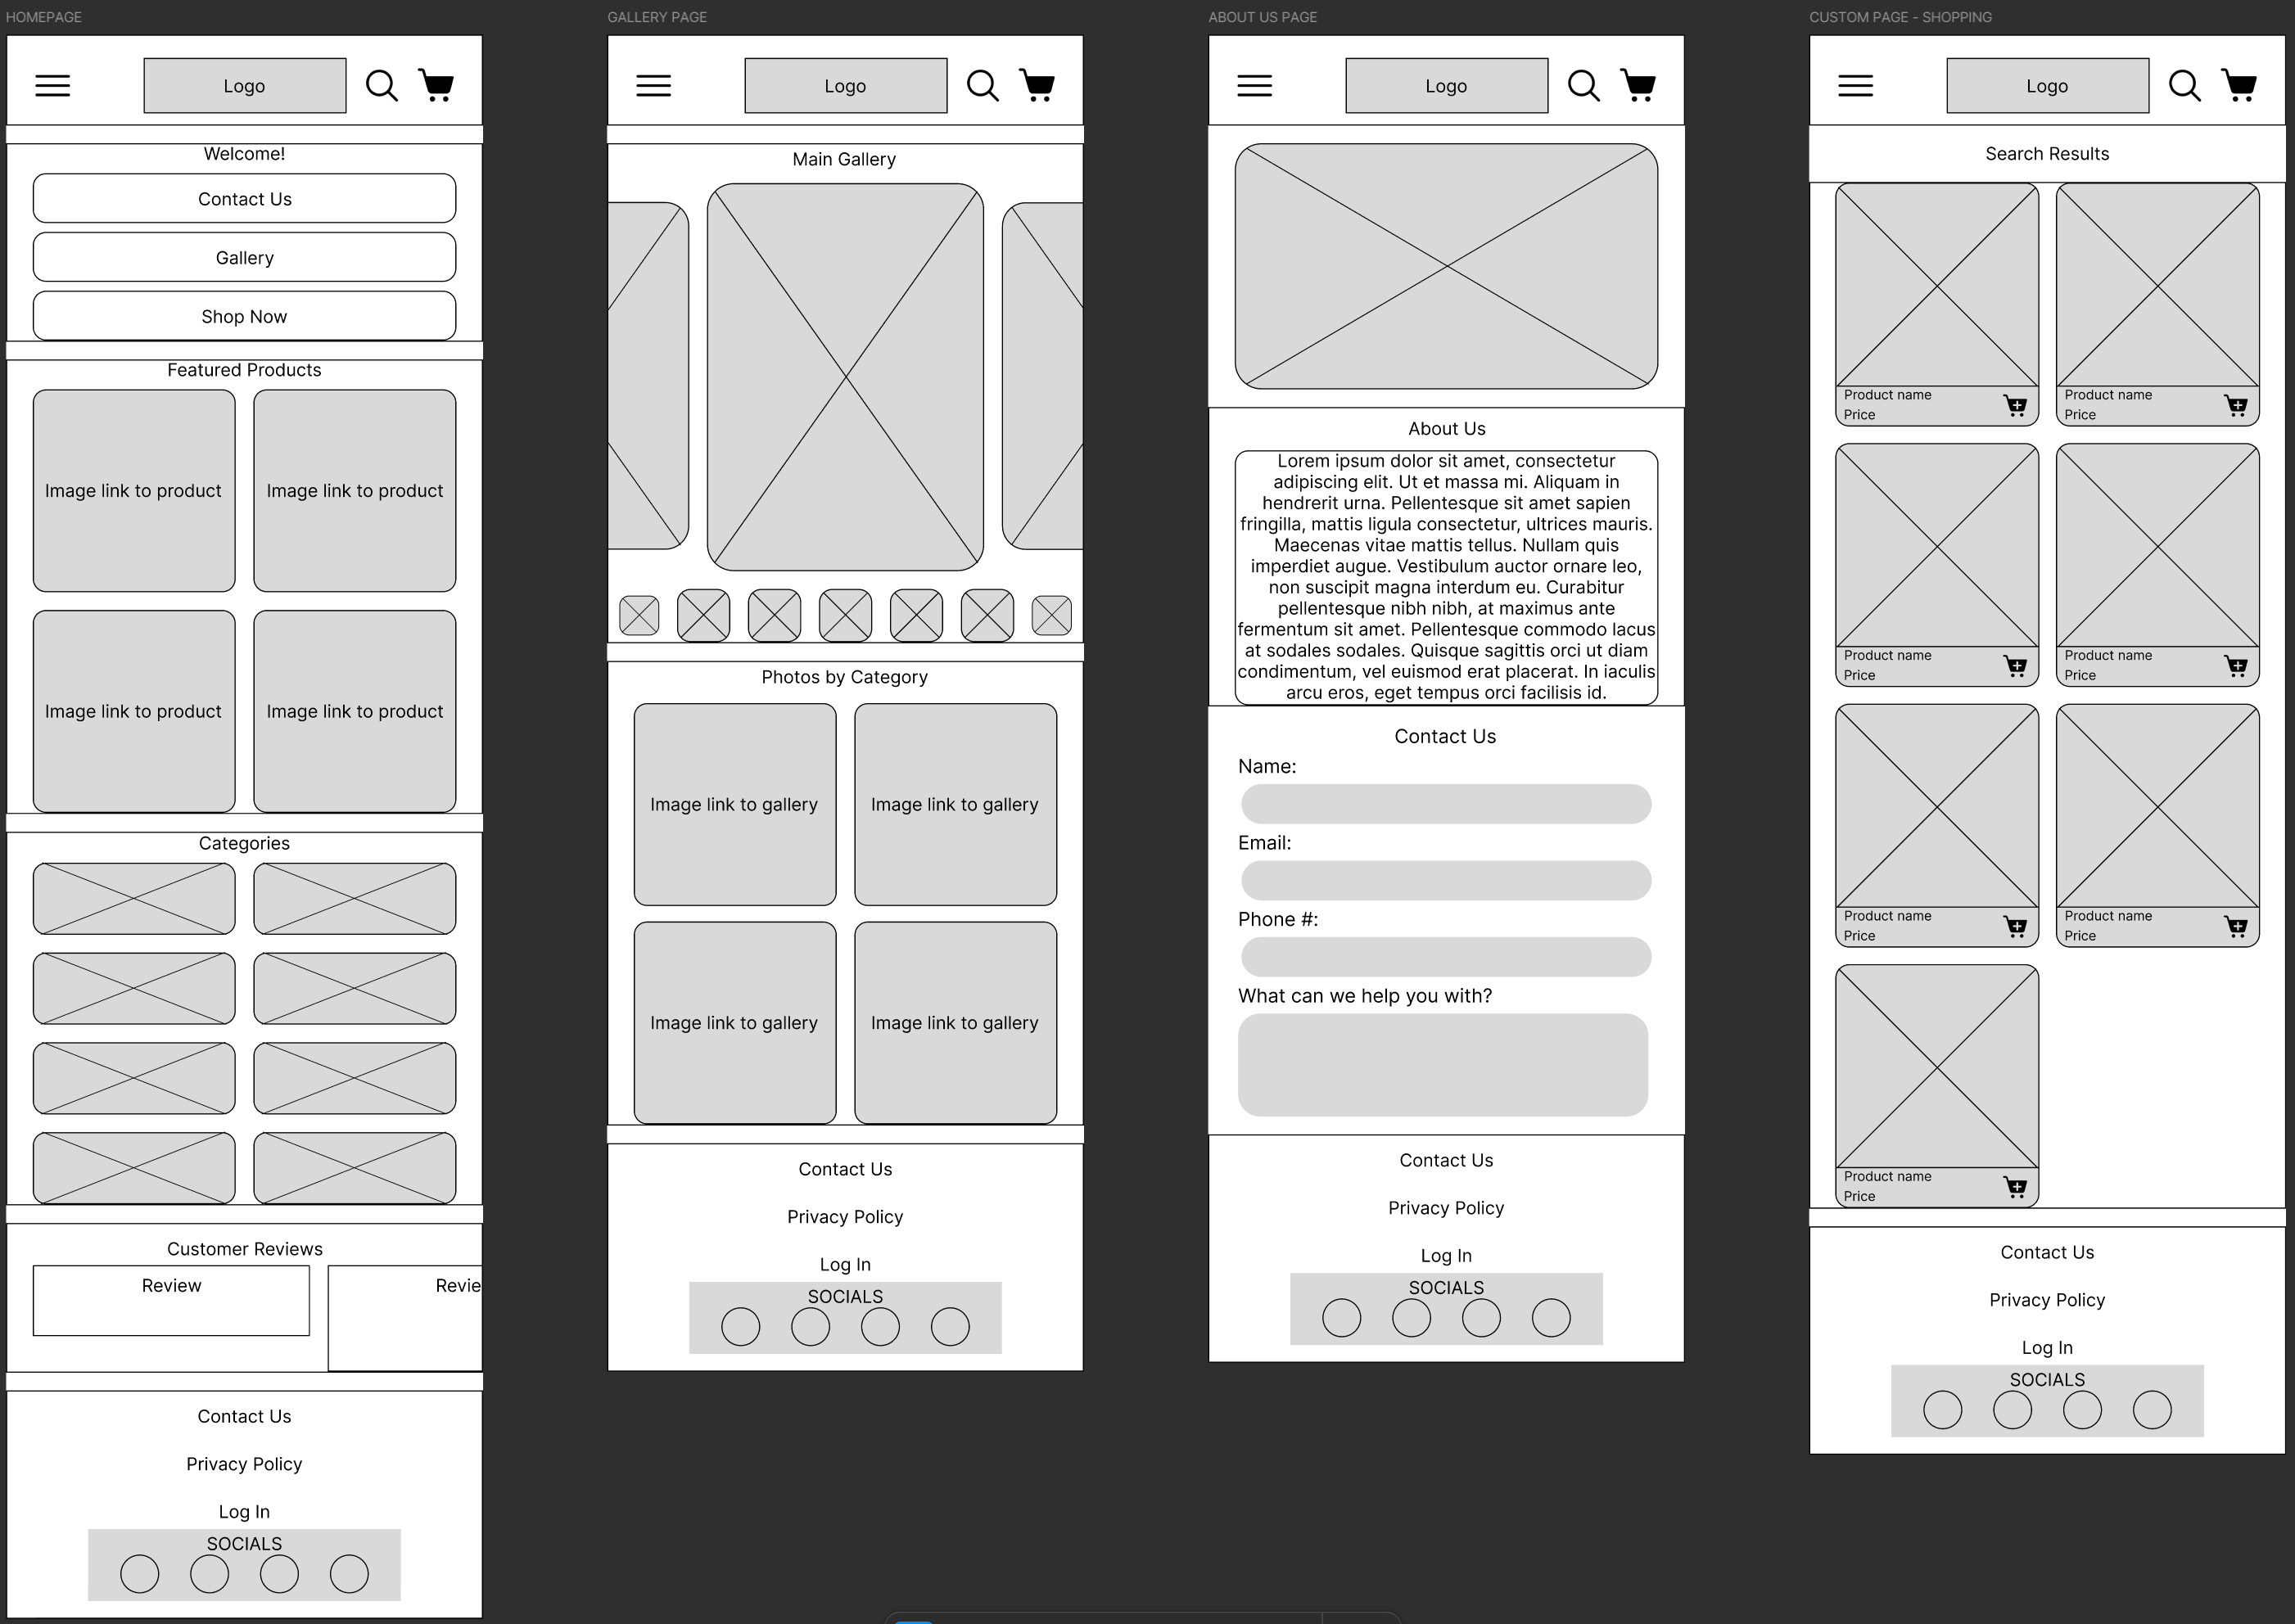 HOMEPAGE
Logo
Welcome!
Contact Us
Gallery
Shop Now
Featured Products
Image link to product
Image link to product
Image link to product
Image link to product
Categories
Customer Reviews
Review
Revie
Contact Us
Privacy Policy
Log In
SOCIALS
GALLERY PAGE
Logo
Main Gallery
Photos by Category
Image link to gallery
Image link to gallery
Image link to gallery
Image link to gallery
Contact Us
Privacy Policy
Log In
SOCIALS
ABOUT US PAGE
Logo
About Us
Lorem ipsum dolor sit amet, consectetur
adipiscing elit. Ut et massa mi. Aliquam in
hendrerit urna. Pellentesque sit amet sapien
fringilla, mattis ligula consectetur, ultrices mauris.
Maecenas vitae mattis tellus. Nullam quis
imperdiet augue. Vestibulum auctor ornare leo,
non suscipit magna interdum eu. Curabitur
pellentesque nibh nibh, at maximus ante
fermentum sit amet. Pellentesque commodo lacus
at sodales sodales. Quisque sagittis orci ut diam
condimentum, vel euismod erat placerat. In iaculis
arcu eros, eget tempus orci facilisis id.
Contact Us
Name:
Email:
Phone #:
What can we help you with?
Contact Us
Privacy Policy
Log In
SOCIALS
CUSTOM PAGE - SHOPPING
Logo
Search Results
Product name
Price
Product name
Price
Product name
Price
Product name
Price
Product name
Price
Product name
Price
Product name
Price
Contact Us
Privacy Policy
Log In
SOCIALS